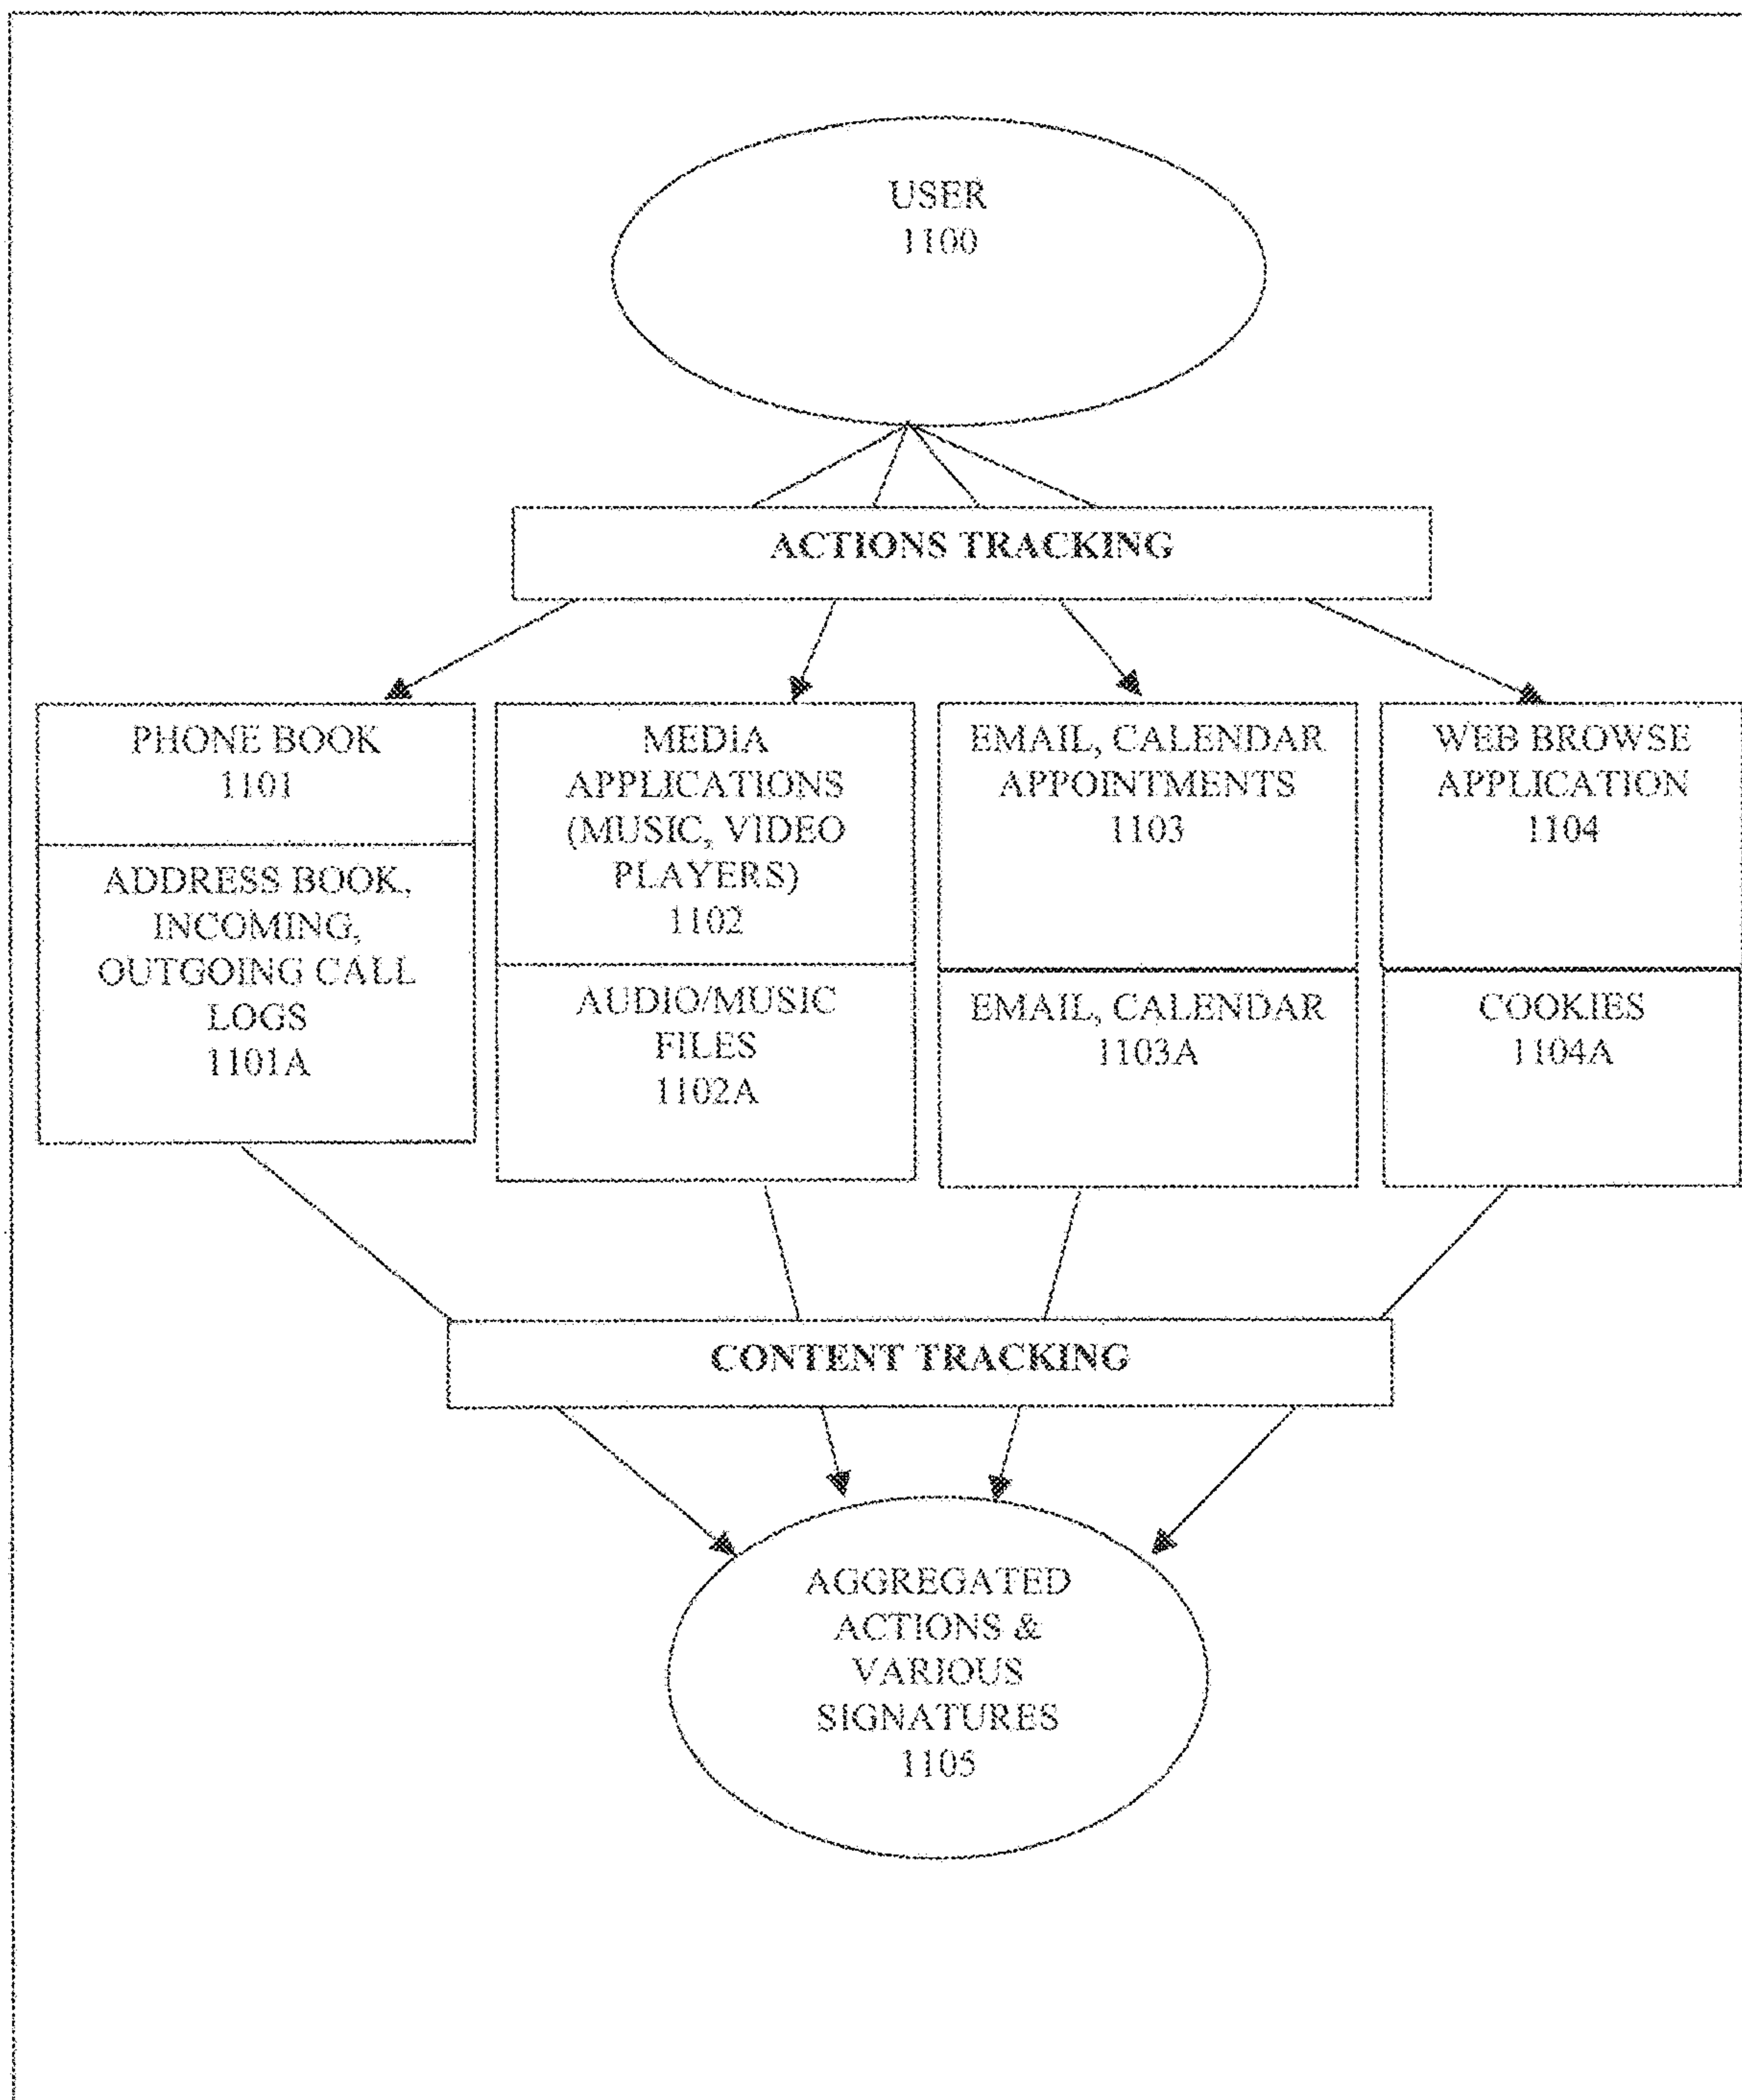 USER
1100
ACTIONS TRACKING
PHONE BOOK
1101
ADDRESS BOOK,
INCOMING,
OUTGOING CALL
LOGS
1101A
MEDIA
APPLICATIONS
(MUSIC, VIDEO
PLAYERS)
1102
AUDIO/MUSIC
FILES
1102A
EMAIL, CALENDAR
APPOINTMENTS
1103
EMAIL, CALENDAR
1103A
WEB BROWSE
APPLICATION
1104
COOKIES
1104A
CONTENT TRACKING
AGGREGATED
ACTIONS &
VARIOUS
SIGNATURES
1105